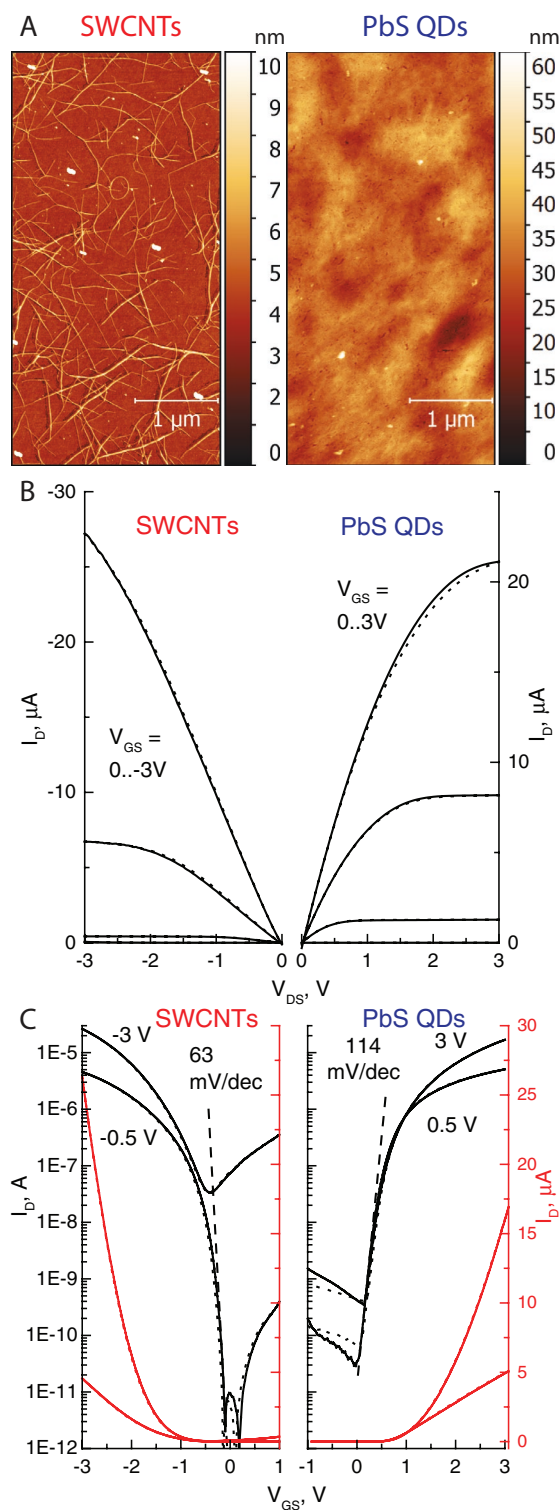 A
SWCNTs
PbS QDs
nm
10
9
8
7
6
5
4
3
2
0
1 µm
nm
60
55
50
45
40
35
30
25
20
15
10
0
1 µm
B
SWCNTs
PbS QDs
I_D, µA
-30
-20
-10
0
V_GS =
0..-3V
V_GS =
0..3V
20
10
0
I_D, µA
-3 -2 -1 0
0 1 2 3
V_DS, V
C
SWCNTs
PbS QDs
I_D, A
1E-5
1E-6
1E-7
1E-8
1E-9
1E-10
1E-11
1E-12
-3 V
63
mV/dec
-0.5 V
114
mV/dec
3 V
0.5 V
30
25
20
15
10
5
0
I_D, µA
-3 -2 -1 0 1
-1 0 1 2 3
V_GS, V